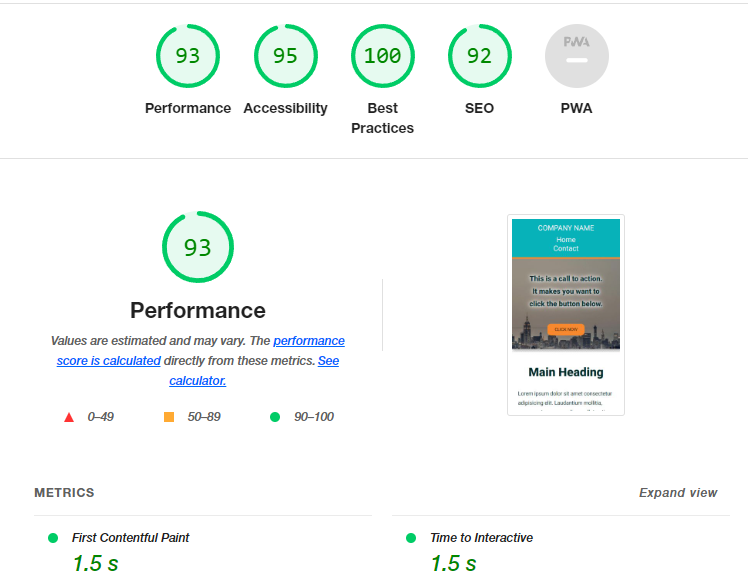 93
95
100
92
PWA
Performance
Accessibility
Best
Practices
SEO
PWA
93
Performance
Values are estimated and may vary. The performance
score is calculated directly from these metrics. See
calculator.
0–49
50–89
90–100
COMPANY NAME
Home
Contact
This is a call to action.
It makes you want to
click the button below.
CLICK NOW
Main Heading
Lorem ipsum dolor sit amet consectetur
adipisicing elit. Laudantium mollitia,
METRICS
Expand view
First Contentful Paint
1.5 s
Time to Interactive
1.5 s